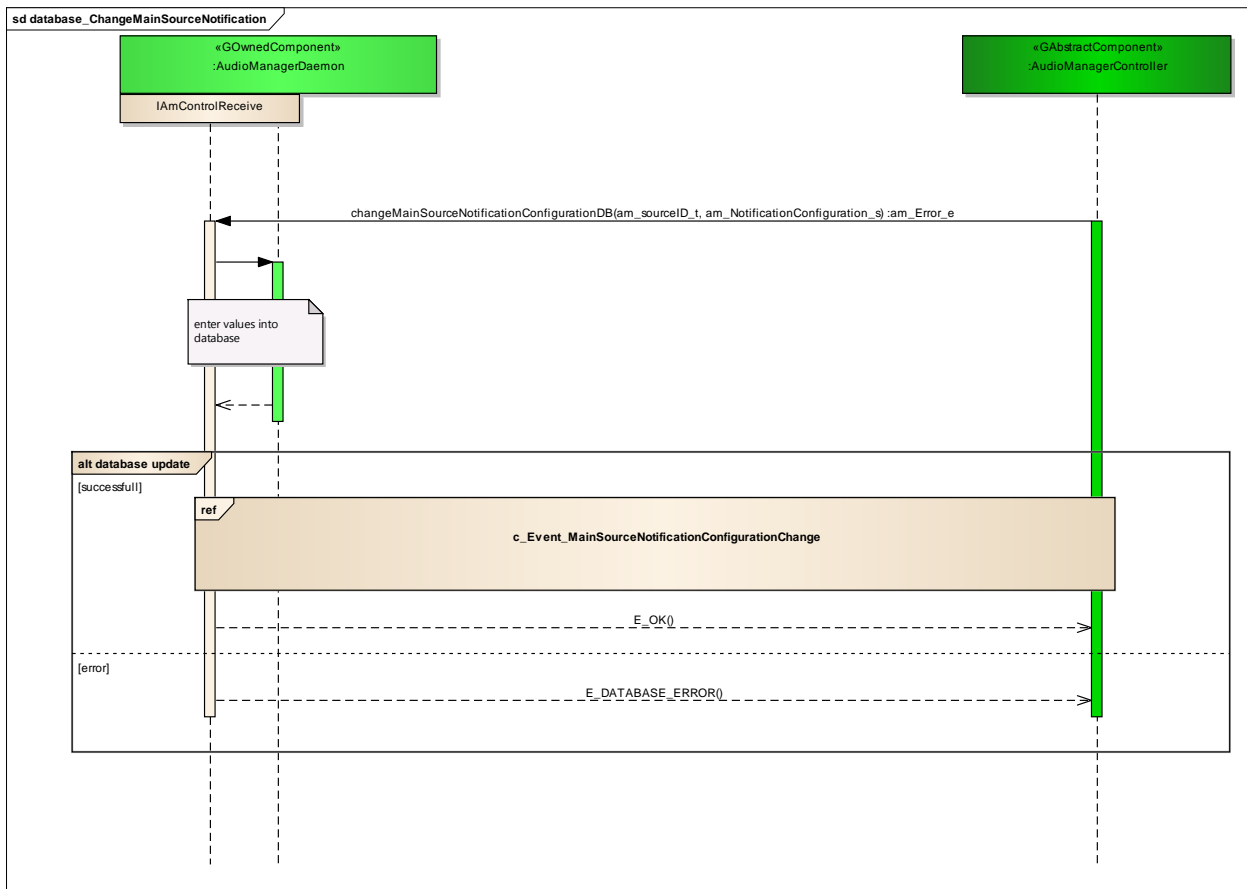 sd database_ChangeMainSourceNotification
«GOwnedComponent»
:AudioManagerDaemon
«GAbstractComponent»
:AudioManagerController
IAmControlReceive
changeMainSourceNotificationConfigurationDB(am_sourceID_t, am_NotificationConfiguration_s) :am_Error_e
enter values into
database
alt database update
[successfull]
ref
c_Event_MainSourceNotificationConfigurationChange
E_OK()
[error]
E_DATABASE_ERROR()